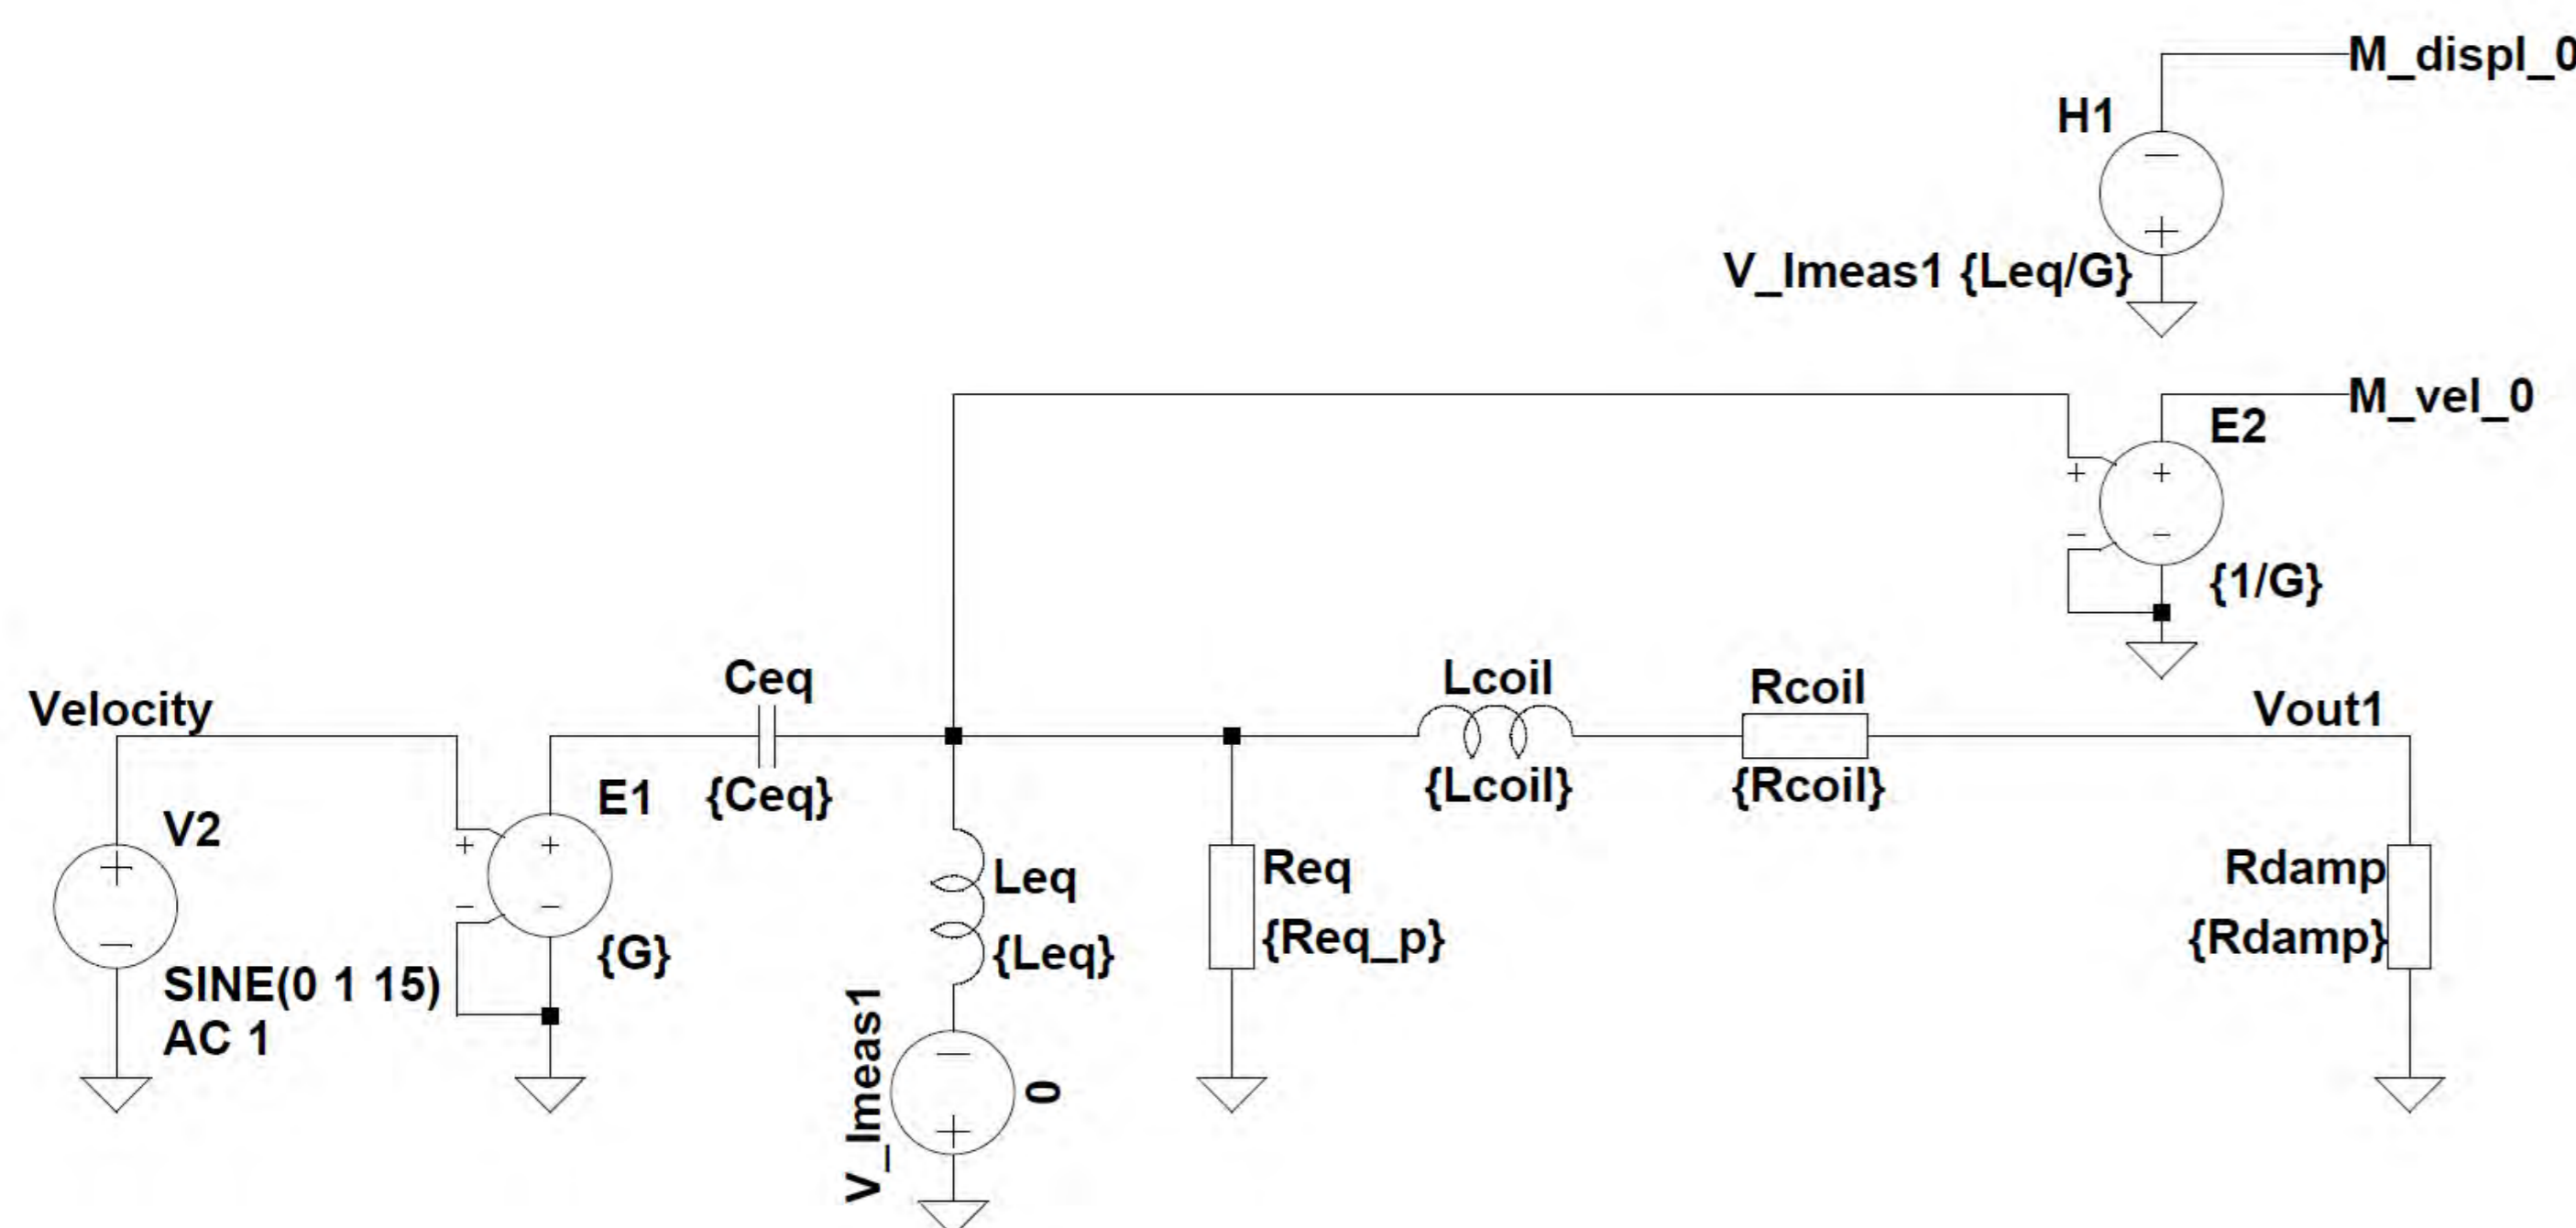 M_displ_0
H1
V_Imeas1 {Leq/G}
M_vel_0
E2
{1/G}
Ceq
{Ceq}
Lcoil
{Lcoil}
Rcoil
{Rcoil}
Velocity
Vout1
V2
SINE(0 1 15)
AC 1
E1
{G}
Leq
{Leq}
V_Imeas1
0
Req
{Req_p}
Rdamp
{Rdamp}